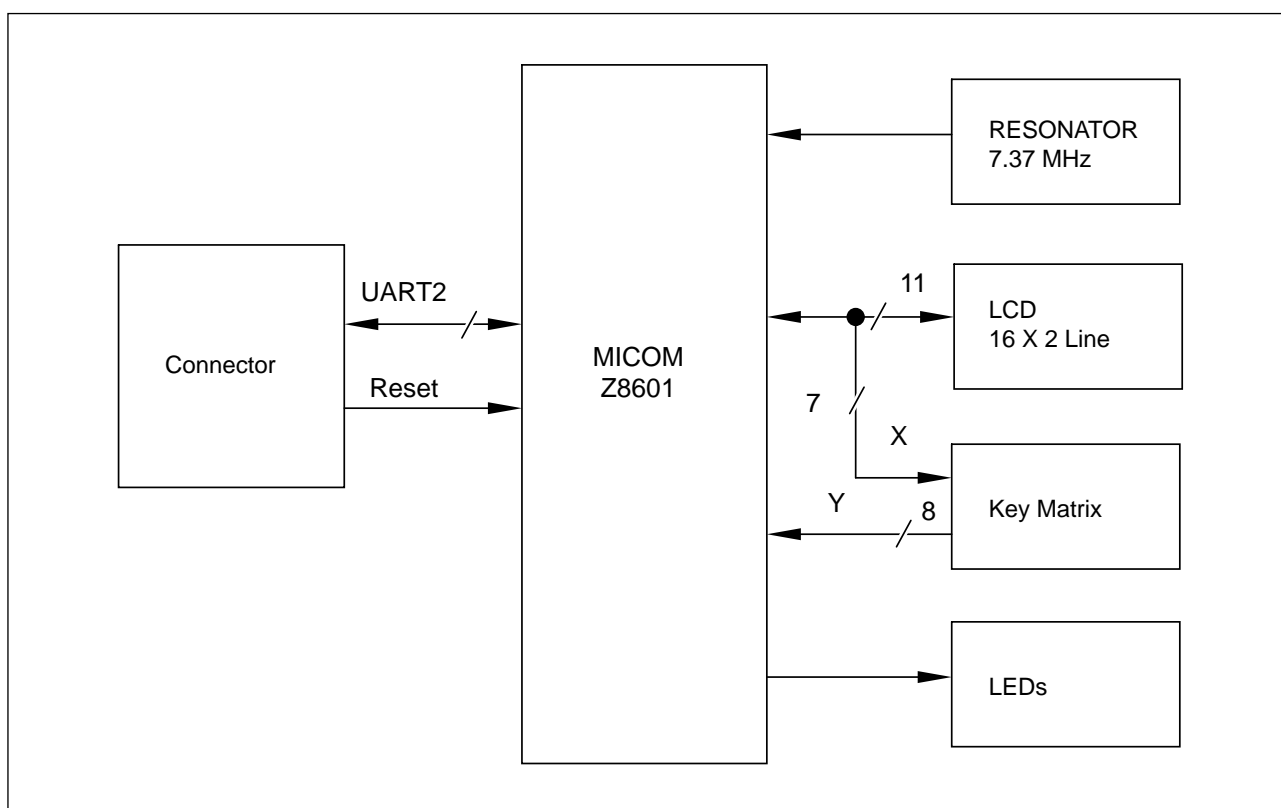 RESONATOR
7.37 MHz
UART2
11
LCD
16 X 2 Line
Connector
MICOM
Z8601
Reset
7
X
Y
8
Key Matrix
LEDs